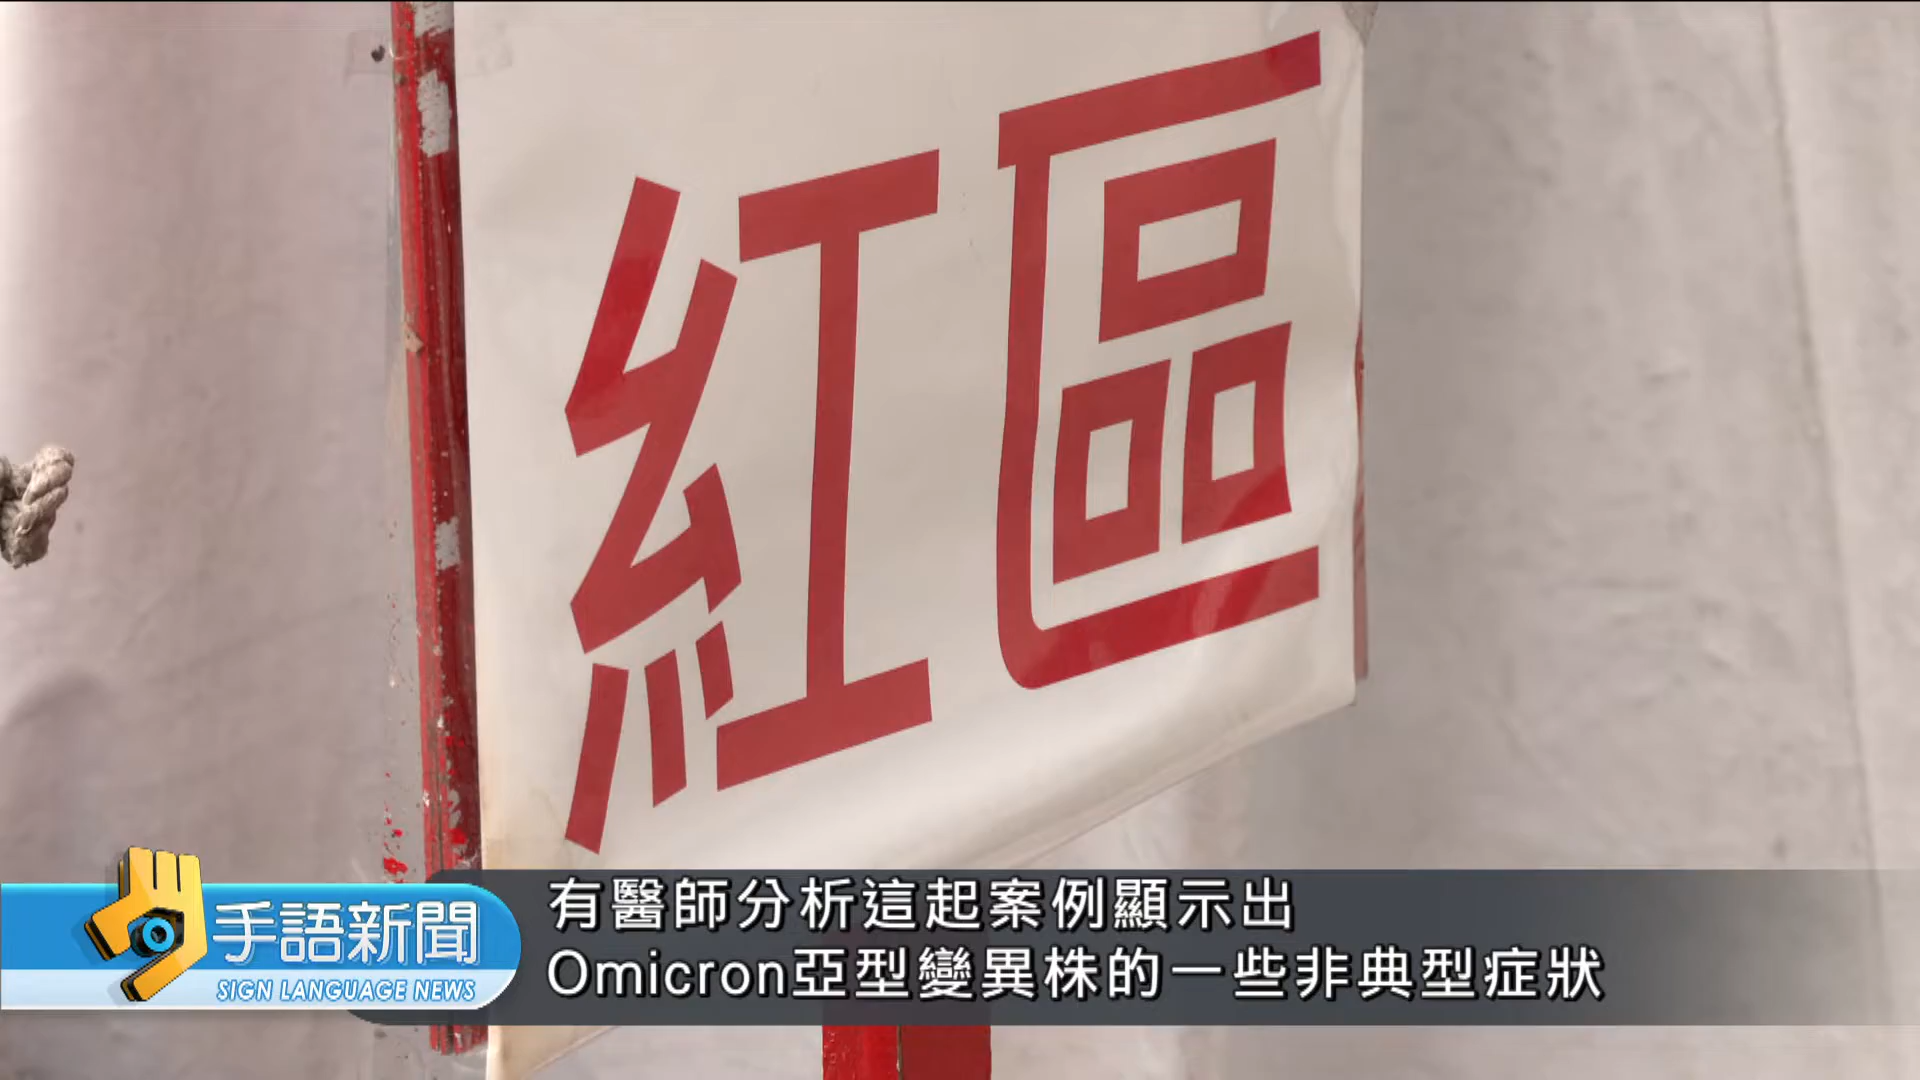 紅區
手語新聞
SIGN LANGUAGE NEWS
有醫師分析這起案例顯示出
Omicron亞型變異株的一些非典型症狀